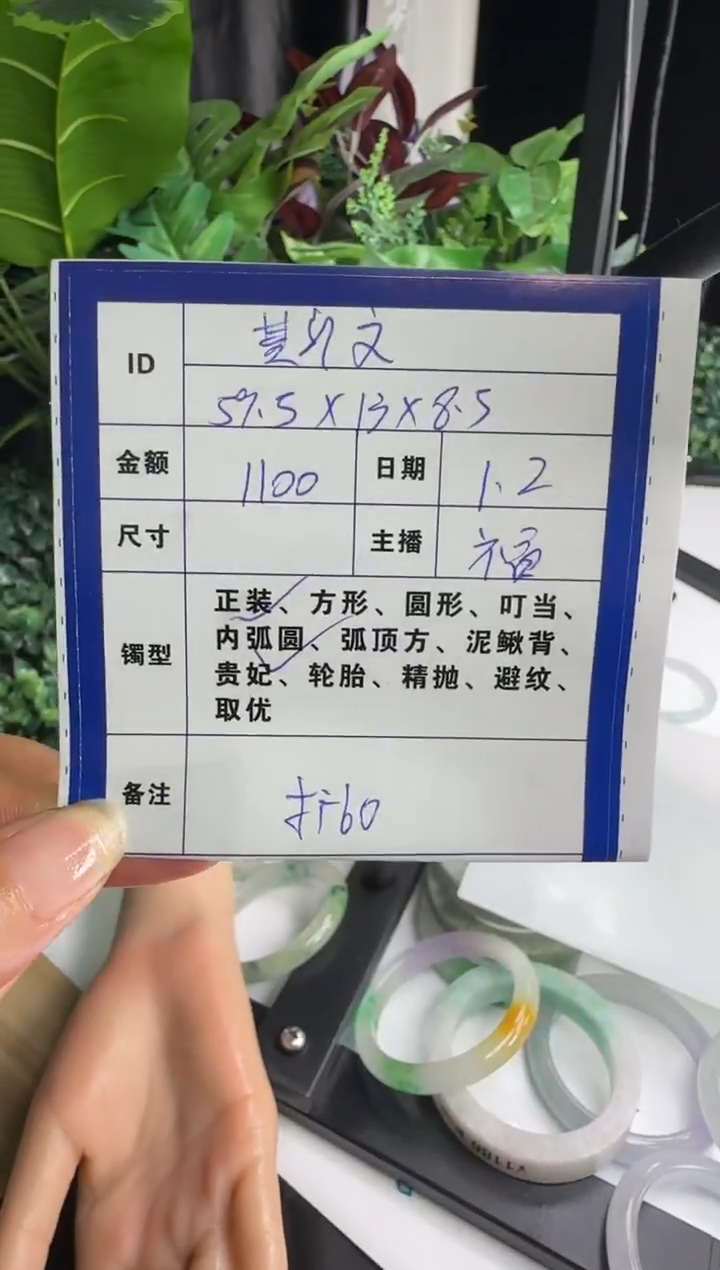 ID
57.5×13×8.5
金额 1100 日期 1.2
尺寸 主播 福
镯型 正装、方形、圆形、叮当、
内弧圆、弧顶方、泥鳅背、
贵妃、轮胎、精抛、避纹、
取优
备注 打60